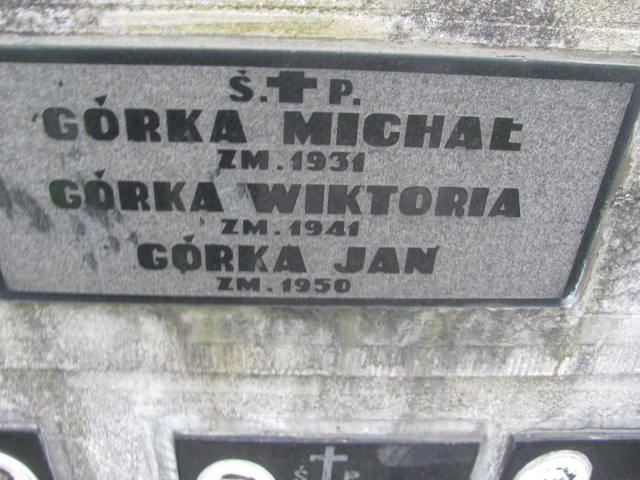 Ś. ✝ P.
GÓRKA MICHAŁ
ZM. 1931
GÓRKA WIKTORIA
ZM. 1941
GÓRKA JAN
ZM. 1950
Ś ✝ P